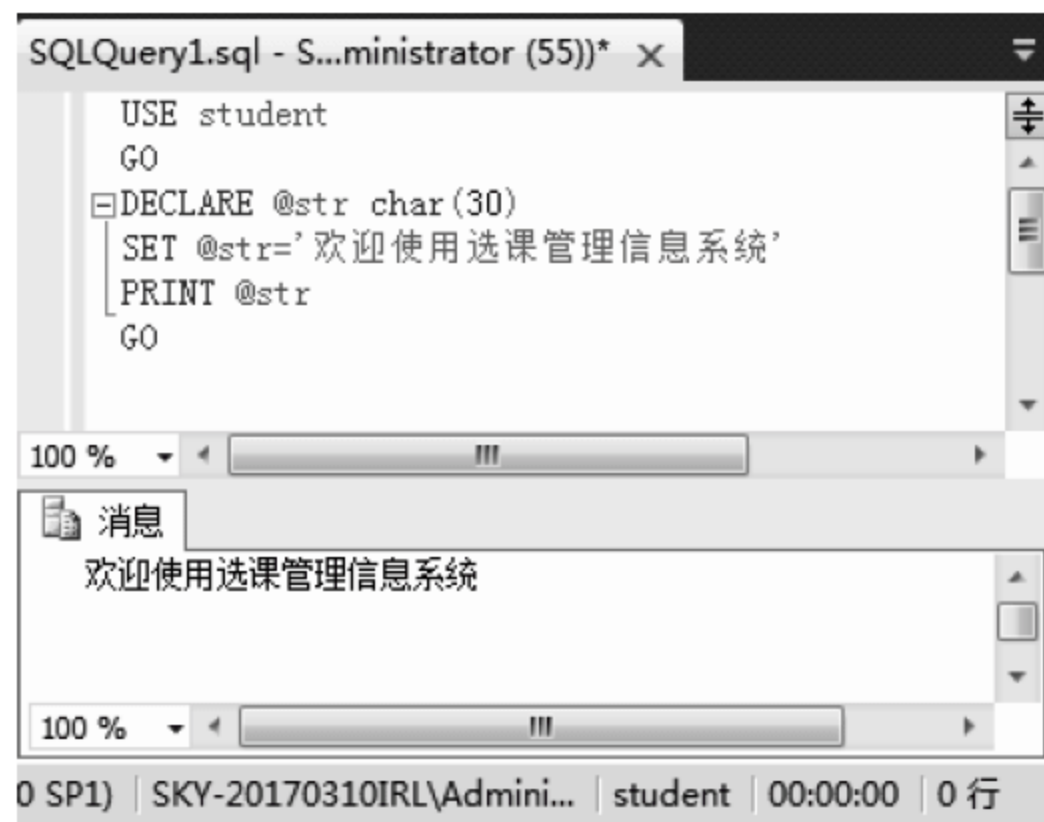 SQLQuery1.sql - S...ministrator (55))*
USE student
GO
DECLARE @str char(30)
SET @str='欢迎使用选课管理信息系统'
PRINT @str
GO
100 %
消息
欢迎使用选课管理信息系统
100 %
0 SP1) SKY-20170310IRL\Admini... student 00:00:00 0 行